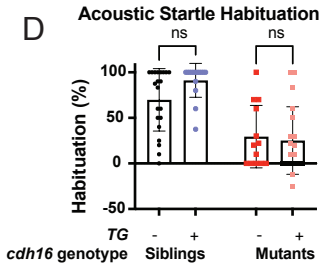 D
Acoustic Startle Habituation
ns ns
Habituation (%)
100
50
0
-50
TG - + - +
cdh16 genotype Siblings Mutants